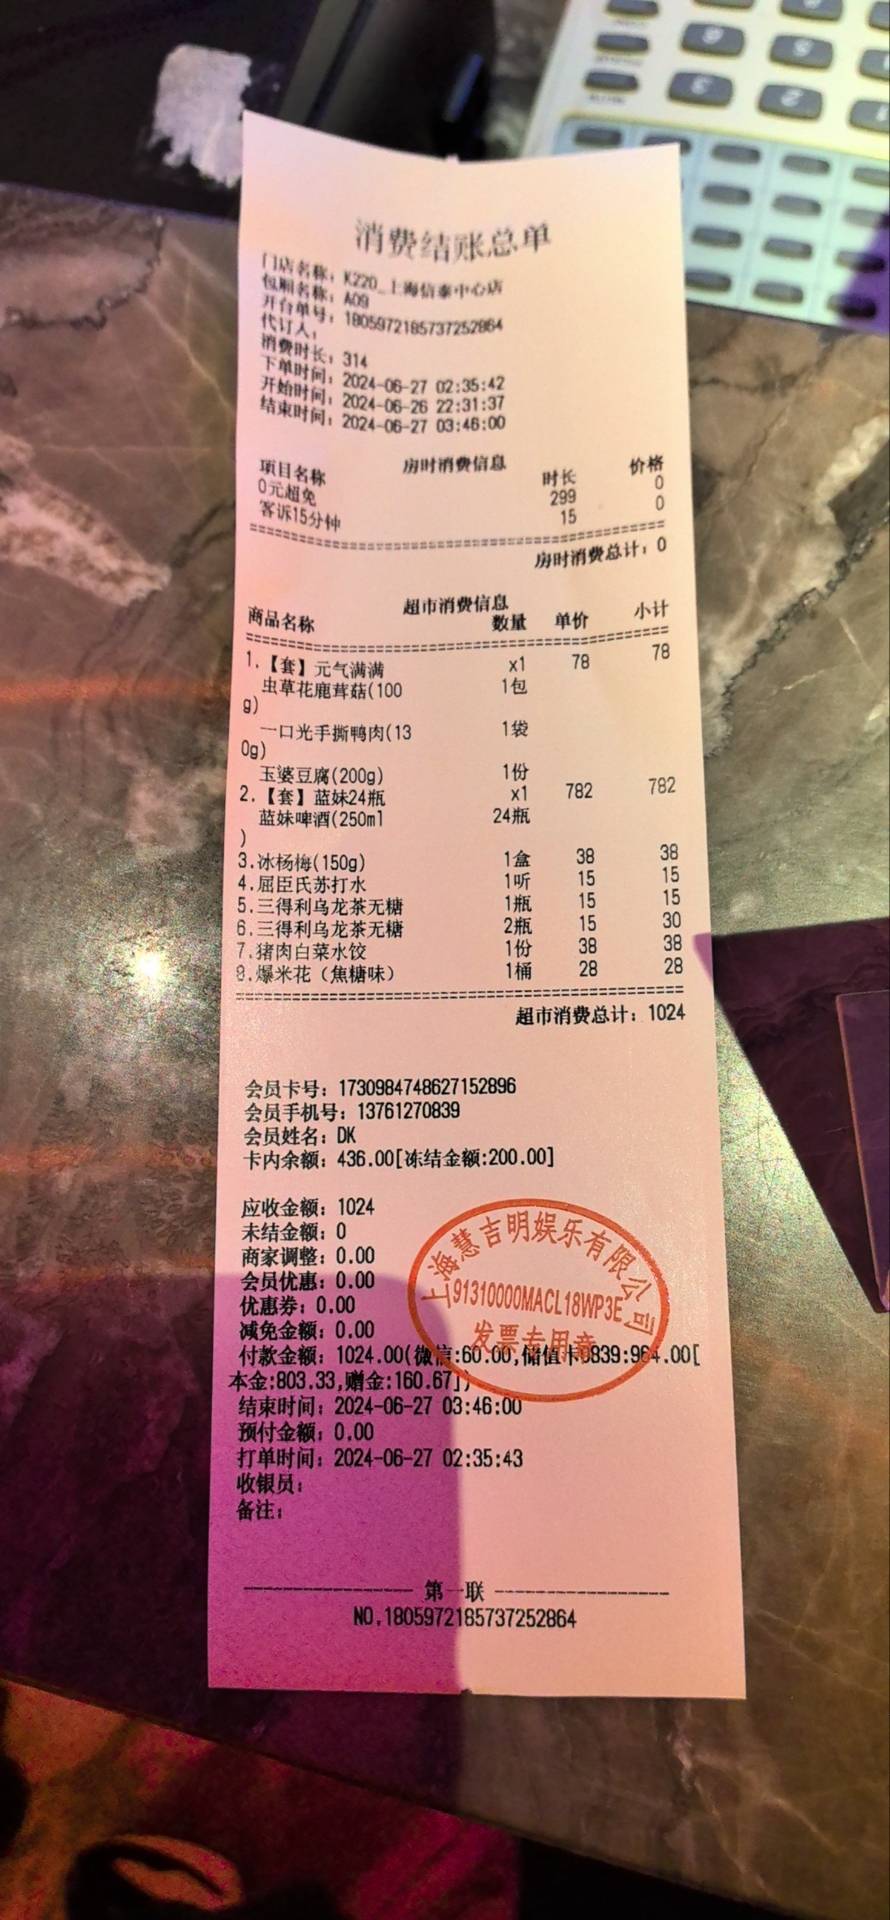 消费结账总单
门店名称：K220_上海信泰中心店
包厢名称：A09
开台单号：1805972185737252864
代订人：
消费时长：314
下单时间：2024-06-27 02:35:42
开始时间：2024-06-26 22:31:37
结束时间：2024-06-27 03:46:00
房时消费信息
项目名称 时长 价格
0元超免 299 0
客诉15分钟 15 0
房时消费总计：0
超市消费信息
商品名称 数量 单价 小计
1.【套】元气满满 x1 78 78
虫草花鹿茸菇(100 1包
g)
一口光手撕鸭肉(13 1袋
0g)
玉婆豆腐(200g) 1份
2.【套】蓝妹24瓶 x1 782 782
蓝妹啤酒(250ml 24瓶
)
3.冰杨梅(150g) 1盒 38 38
4.屈臣氏苏打水 1听 15 15
5.三得利乌龙茶无糖 1瓶 15 15
6.三得利乌龙茶无糖 2瓶 15 30
7.猪肉白菜水饺 1份 38 38
8.爆米花（焦糖味） 1桶 28 28
超市消费总计：1024
会员卡号：1730984748627152896
会员手机号：13761270839
会员姓名：DK
卡内余额：436.00[冻结金额:200.00]
应收金额：1024
未结金额：0
商家调整：0.00
会员优惠：0.00
优惠券：0.00
减免金额：0.00
付款金额：1024.00(微信:60.00,储值卡0839:964.00[
本金:803.33,赠金:160.67])
结束时间：2024-06-27 03:46:00
预付金额：0.00
打单时间：2024-06-27 02:35:43
收银员：
备注：
上海慧吉明娱乐有限公司
91310000MACL18WP3E
发票专用章
第一联
NO.1805972185737252864